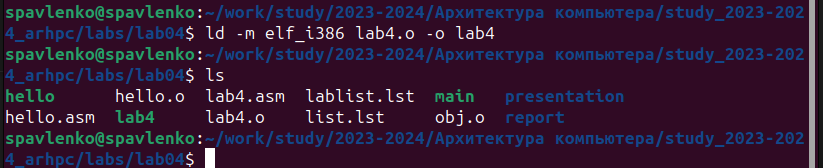 spavlenko@spavlenko:~/work/study/2023-2024/Архитектура компьютера/study_2023-202
4_arhpc/labs/lab04$ ld -m elf_i386 lab4.o -o lab4
spavlenko@spavlenko:~/work/study/2023-2024/Архитектура компьютера/study_2023-202
4_arhpc/labs/lab04$ ls
hello hello.o lab4.asm lablist.lst main presentation
hello.asm lab4 lab4.o list.lst obj.o report
spavlenko@spavlenko:~/work/study/2023-2024/Архитектура компьютера/study_2023-202
4_arhpc/labs/lab04$